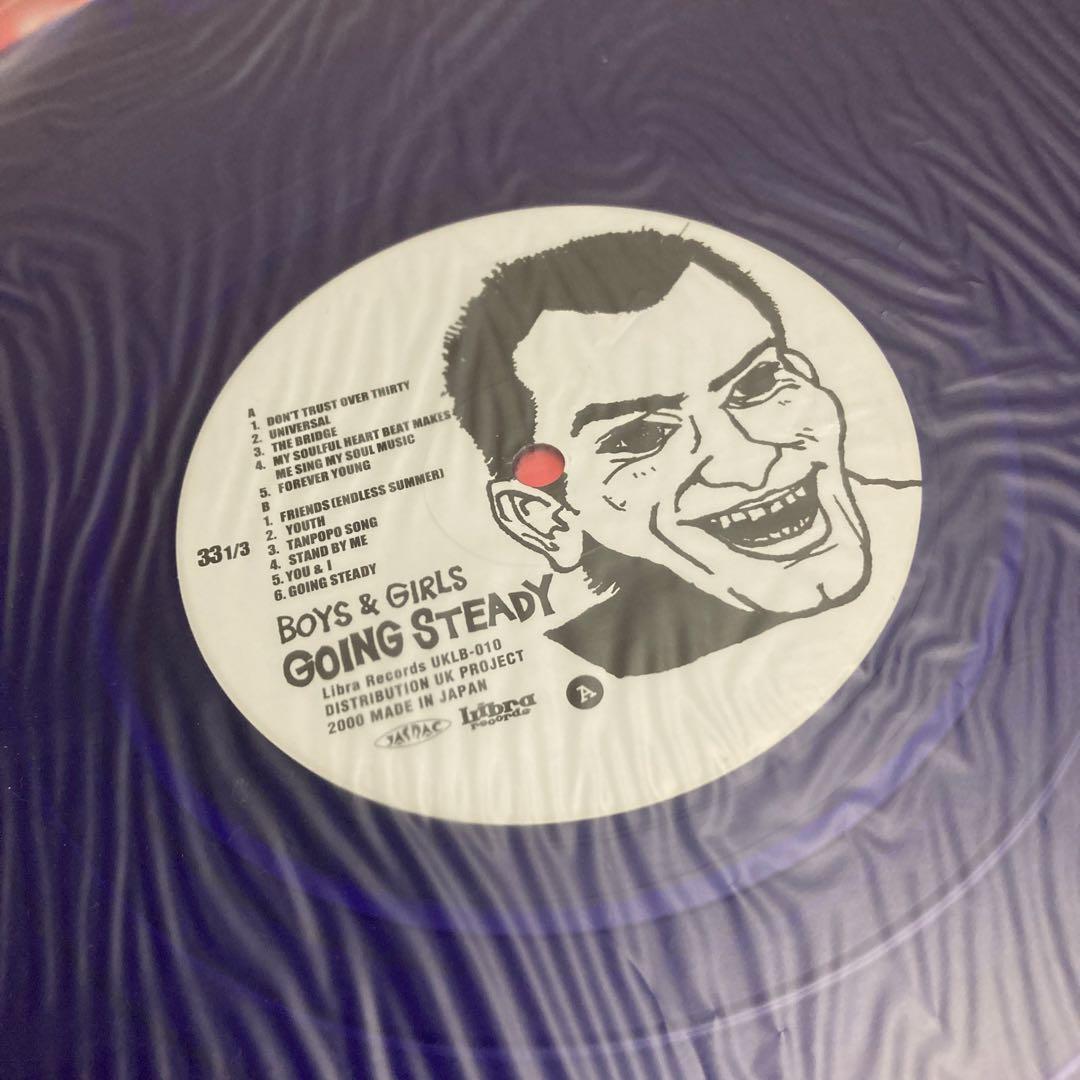 A
1. DON'T TRUST OVER THIRTY
2. UNIVERSAL
3. THE BRIDGE
4. MY SOULFUL HEART BEAT MAKES
ME SING MY SOUL MUSIC
5. FOREVER YOUNG
B
1. FRIENDS (ENDLESS SUMMER)
2. YOUTH
3. TANPOPO SONG
4. STAND BY ME
5. YOU & I
6. GOING STEADY
33 1/3
BOYS & GIRLS
GOING STEADY
Libra Records UKLB-010
DISTRIBUTION UK PROJECT
2000 MADE IN JAPAN
JASRAC
Libra
records
A